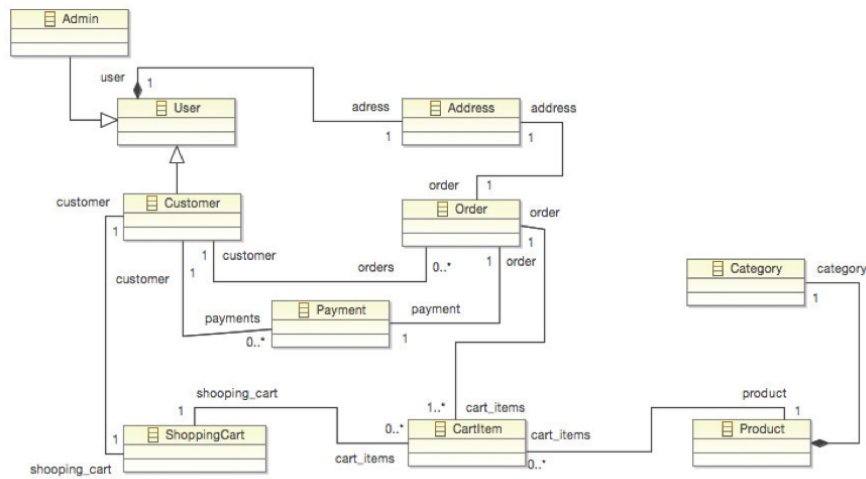 Admin
user
1
User
adress
1
Address
address
1
order
1
customer
1
Customer
Order
order
1
1
customer
customer
1
orders
0..*
1
order
Category
category
1
payments
0..*
Payment
payment
1
shooping_cart
1
1..*
cart_items
product
1
1
ShoppingCart
shooping_cart
0..*
cart_items
CartItem
cart_items
0..*
Product